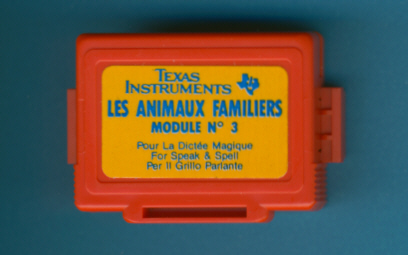 TEXAS
INSTRUMENTS
LES ANIMAUX FAMILIERS
MODULE N° 3
Pour La Dictée Magique
For Speak & Spell
Per Il Grillo Parlante